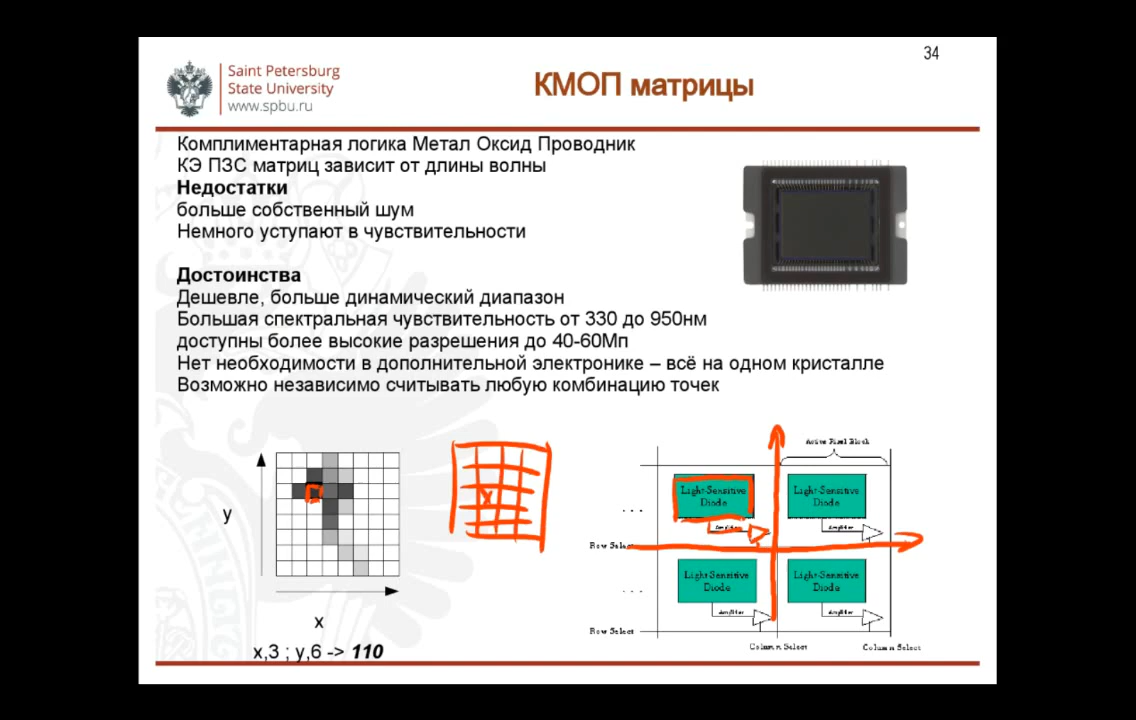 34
Saint Petersburg
State University
www.spbu.ru
КМОП матрицы
Комплиментарная логика Метал Оксид Проводник
КЭ ПЗС матриц зависит от длины волны
Недостатки
больше собственный шум
Немного уступают в чувствительности
Достоинства
Дешевле, больше динамический диапазон
Большая спектральная чувствительность от 330 до 950нм
доступны более высокие разрешения до 40-60Мп
Нет необходимости в дополнительной электронике – всё на одном кристалле
Возможно независимо считывать любую комбинацию точек
y
x
x,3 ; y,6 -> 110
Active Pixel Block
Light-Sensitive
Diode
Amplifier
Light-Sensitive
Diode
Amplifier
Row Select
Light-Sensitive
Diode
Amplifier
Light-Sensitive
Diode
Amplifier
Row Select
Column Select
Column Select